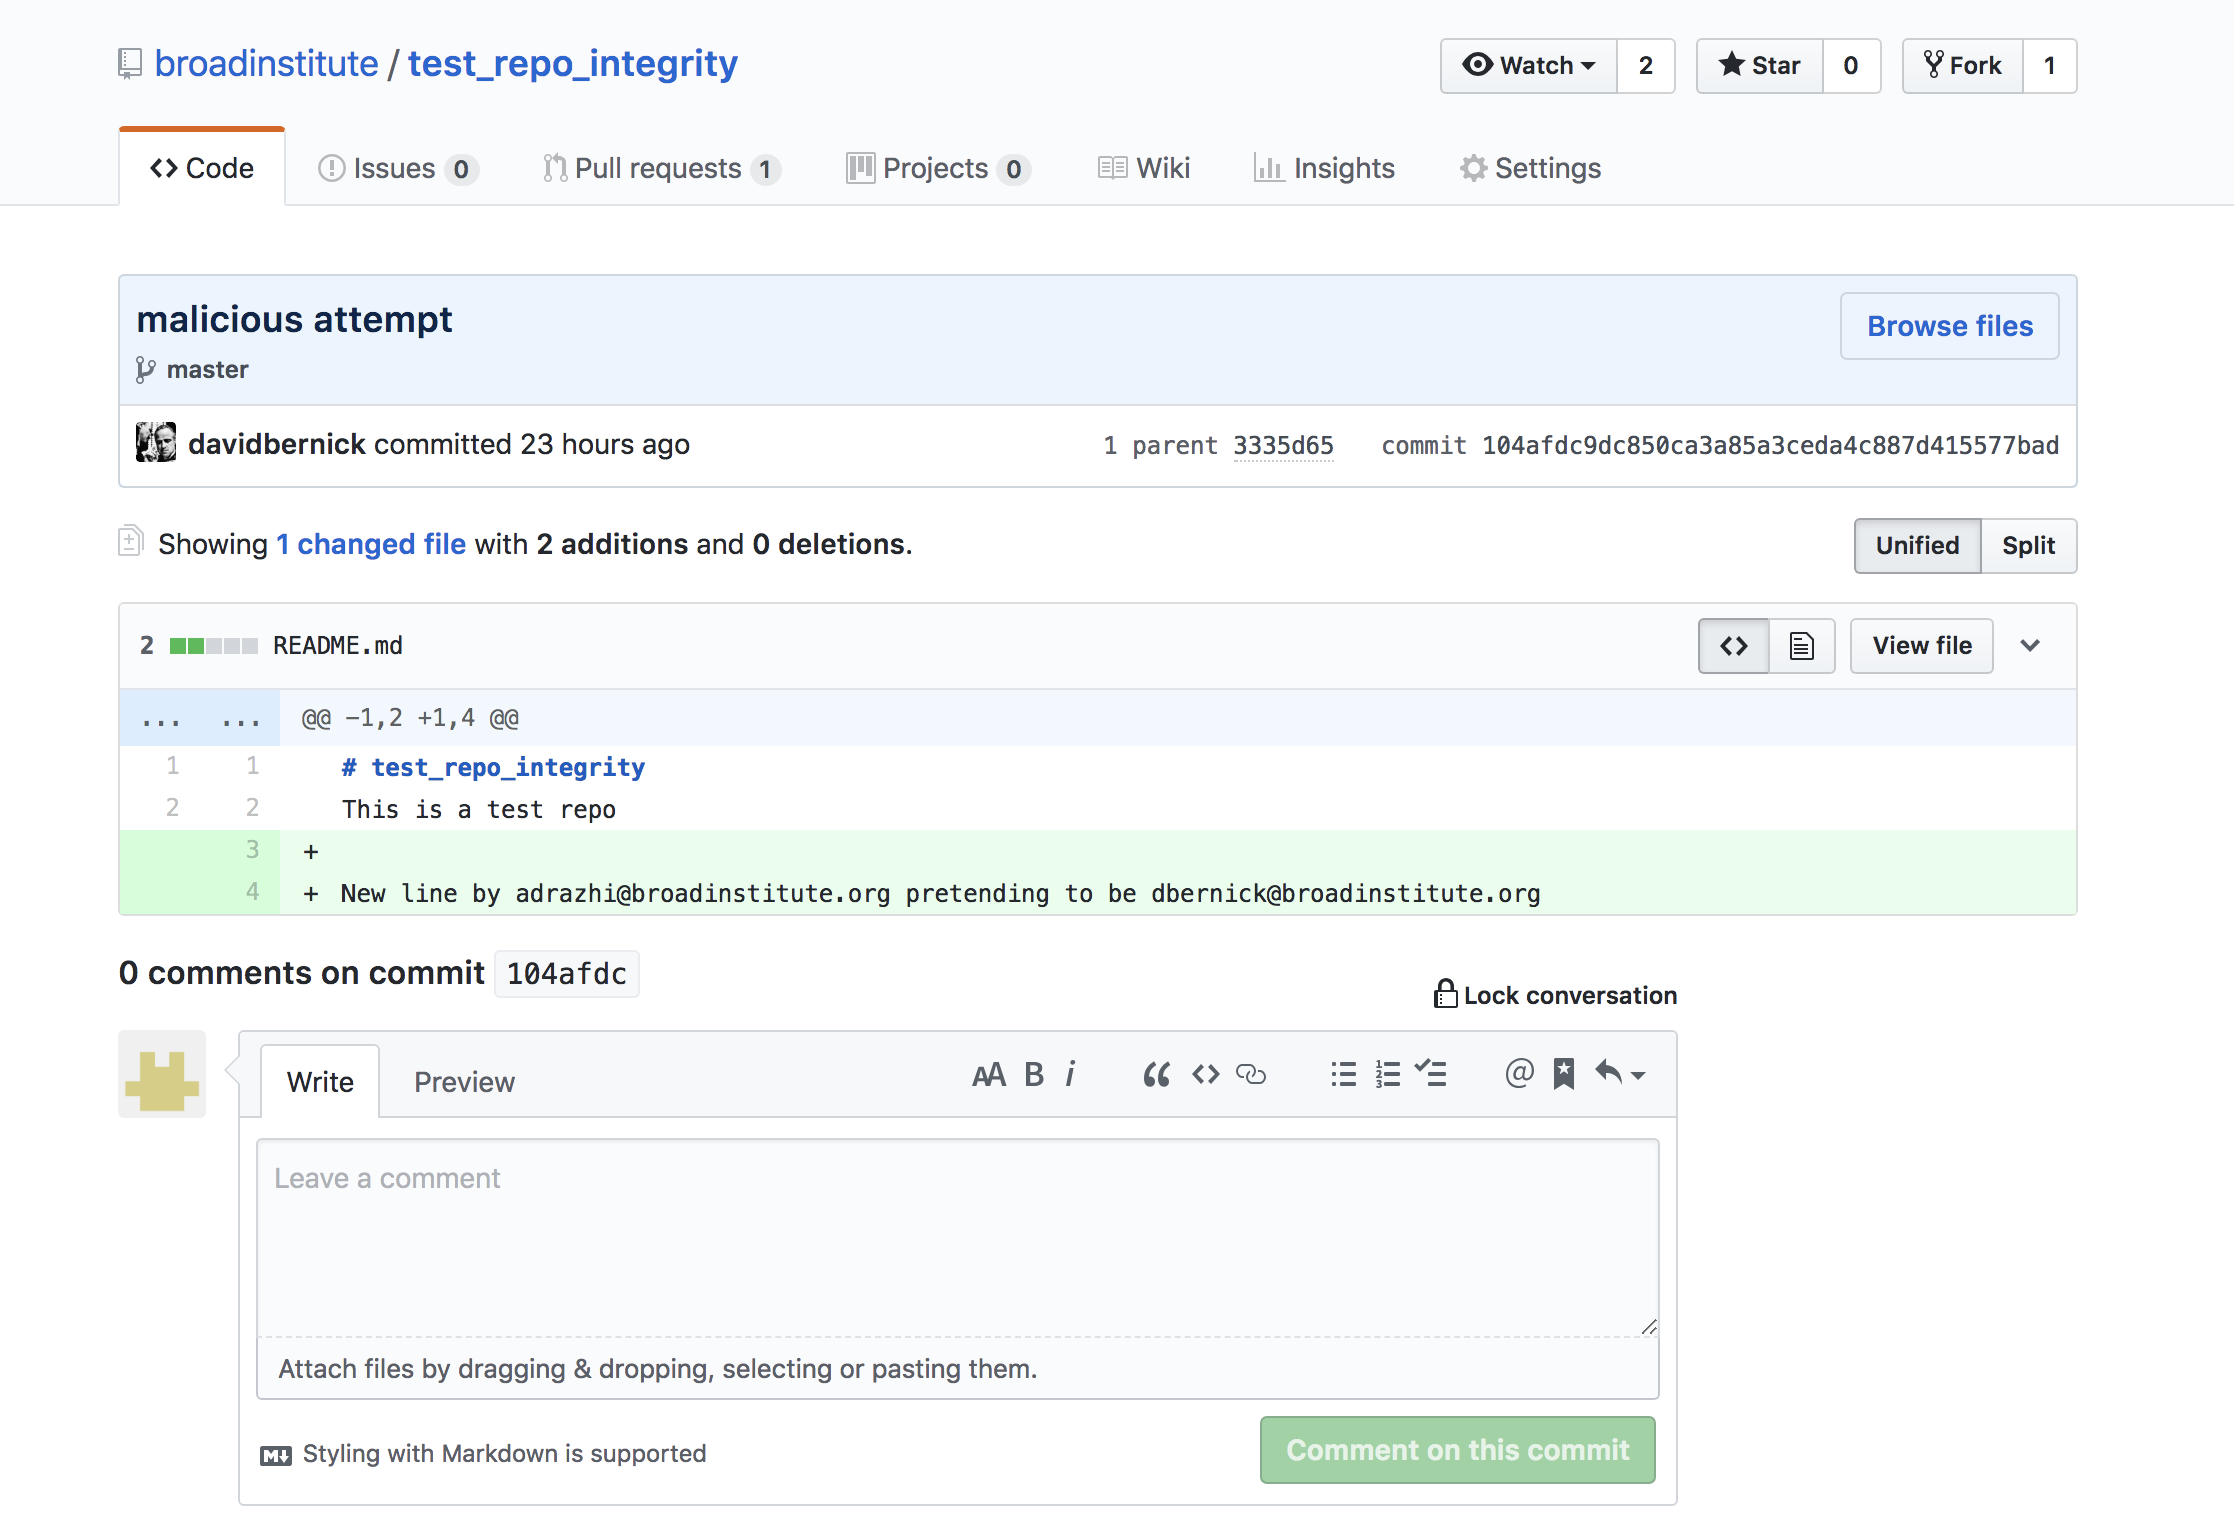 broadinstitute / test_repo_integrity
Watch 2 Star 0 Fork 1
Code Issues 0 Pull requests 1 Projects 0 Wiki Insights Settings
malicious attempt
Browse files
master
davidbernick committed 23 hours ago 1 parent 3335d65 commit 104afdc9dc850ca3a85a3ceda4c887d415577bad
Showing 1 changed file with 2 additions and 0 deletions.
Unified Split
2 README.md View file
... ... @@ -1,2 +1,4 @@
1 1 # test_repo_integrity
2 2 This is a test repo
3 +
4 + New line by adrazhi@broadinstitute.org pretending to be dbernick@broadinstitute.org
0 comments on commit 104afdc
Lock conversation
Write Preview
Leave a comment
Attach files by dragging & dropping, selecting or pasting them.
Styling with Markdown is supported
Comment on this commit